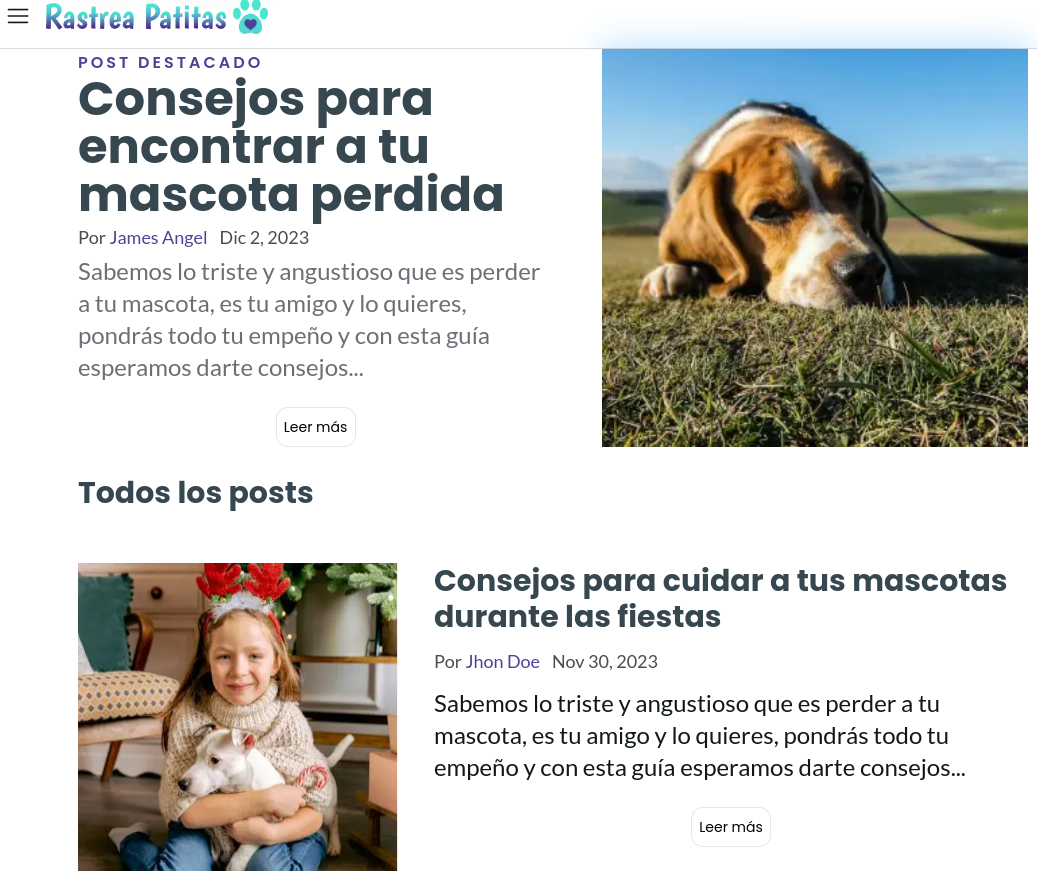 Rastrea Patitas
POST DESTACADO
Consejos para
encontrar a tu
mascota perdida
Por James Angel Dic 2, 2023
Sabemos lo triste y angustioso que es perder
a tu mascota, es tu amigo y lo quieres,
pondrás todo tu empeño y con esta guía
esperamos darte consejos...
Leer más
Todos los posts
Consejos para cuidar a tus mascotas
durante las fiestas
Por Jhon Doe Nov 30, 2023
Sabemos lo triste y angustioso que es perder a tu
mascota, es tu amigo y lo quieres, pondrás todo tu
empeño y con esta guía esperamos darte consejos...
Leer más